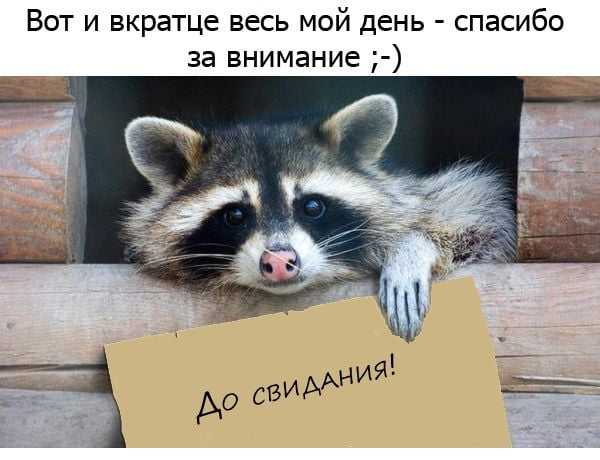 Вот и вкратце весь мой день - спасибо
за внимание ;-)
До свидания!